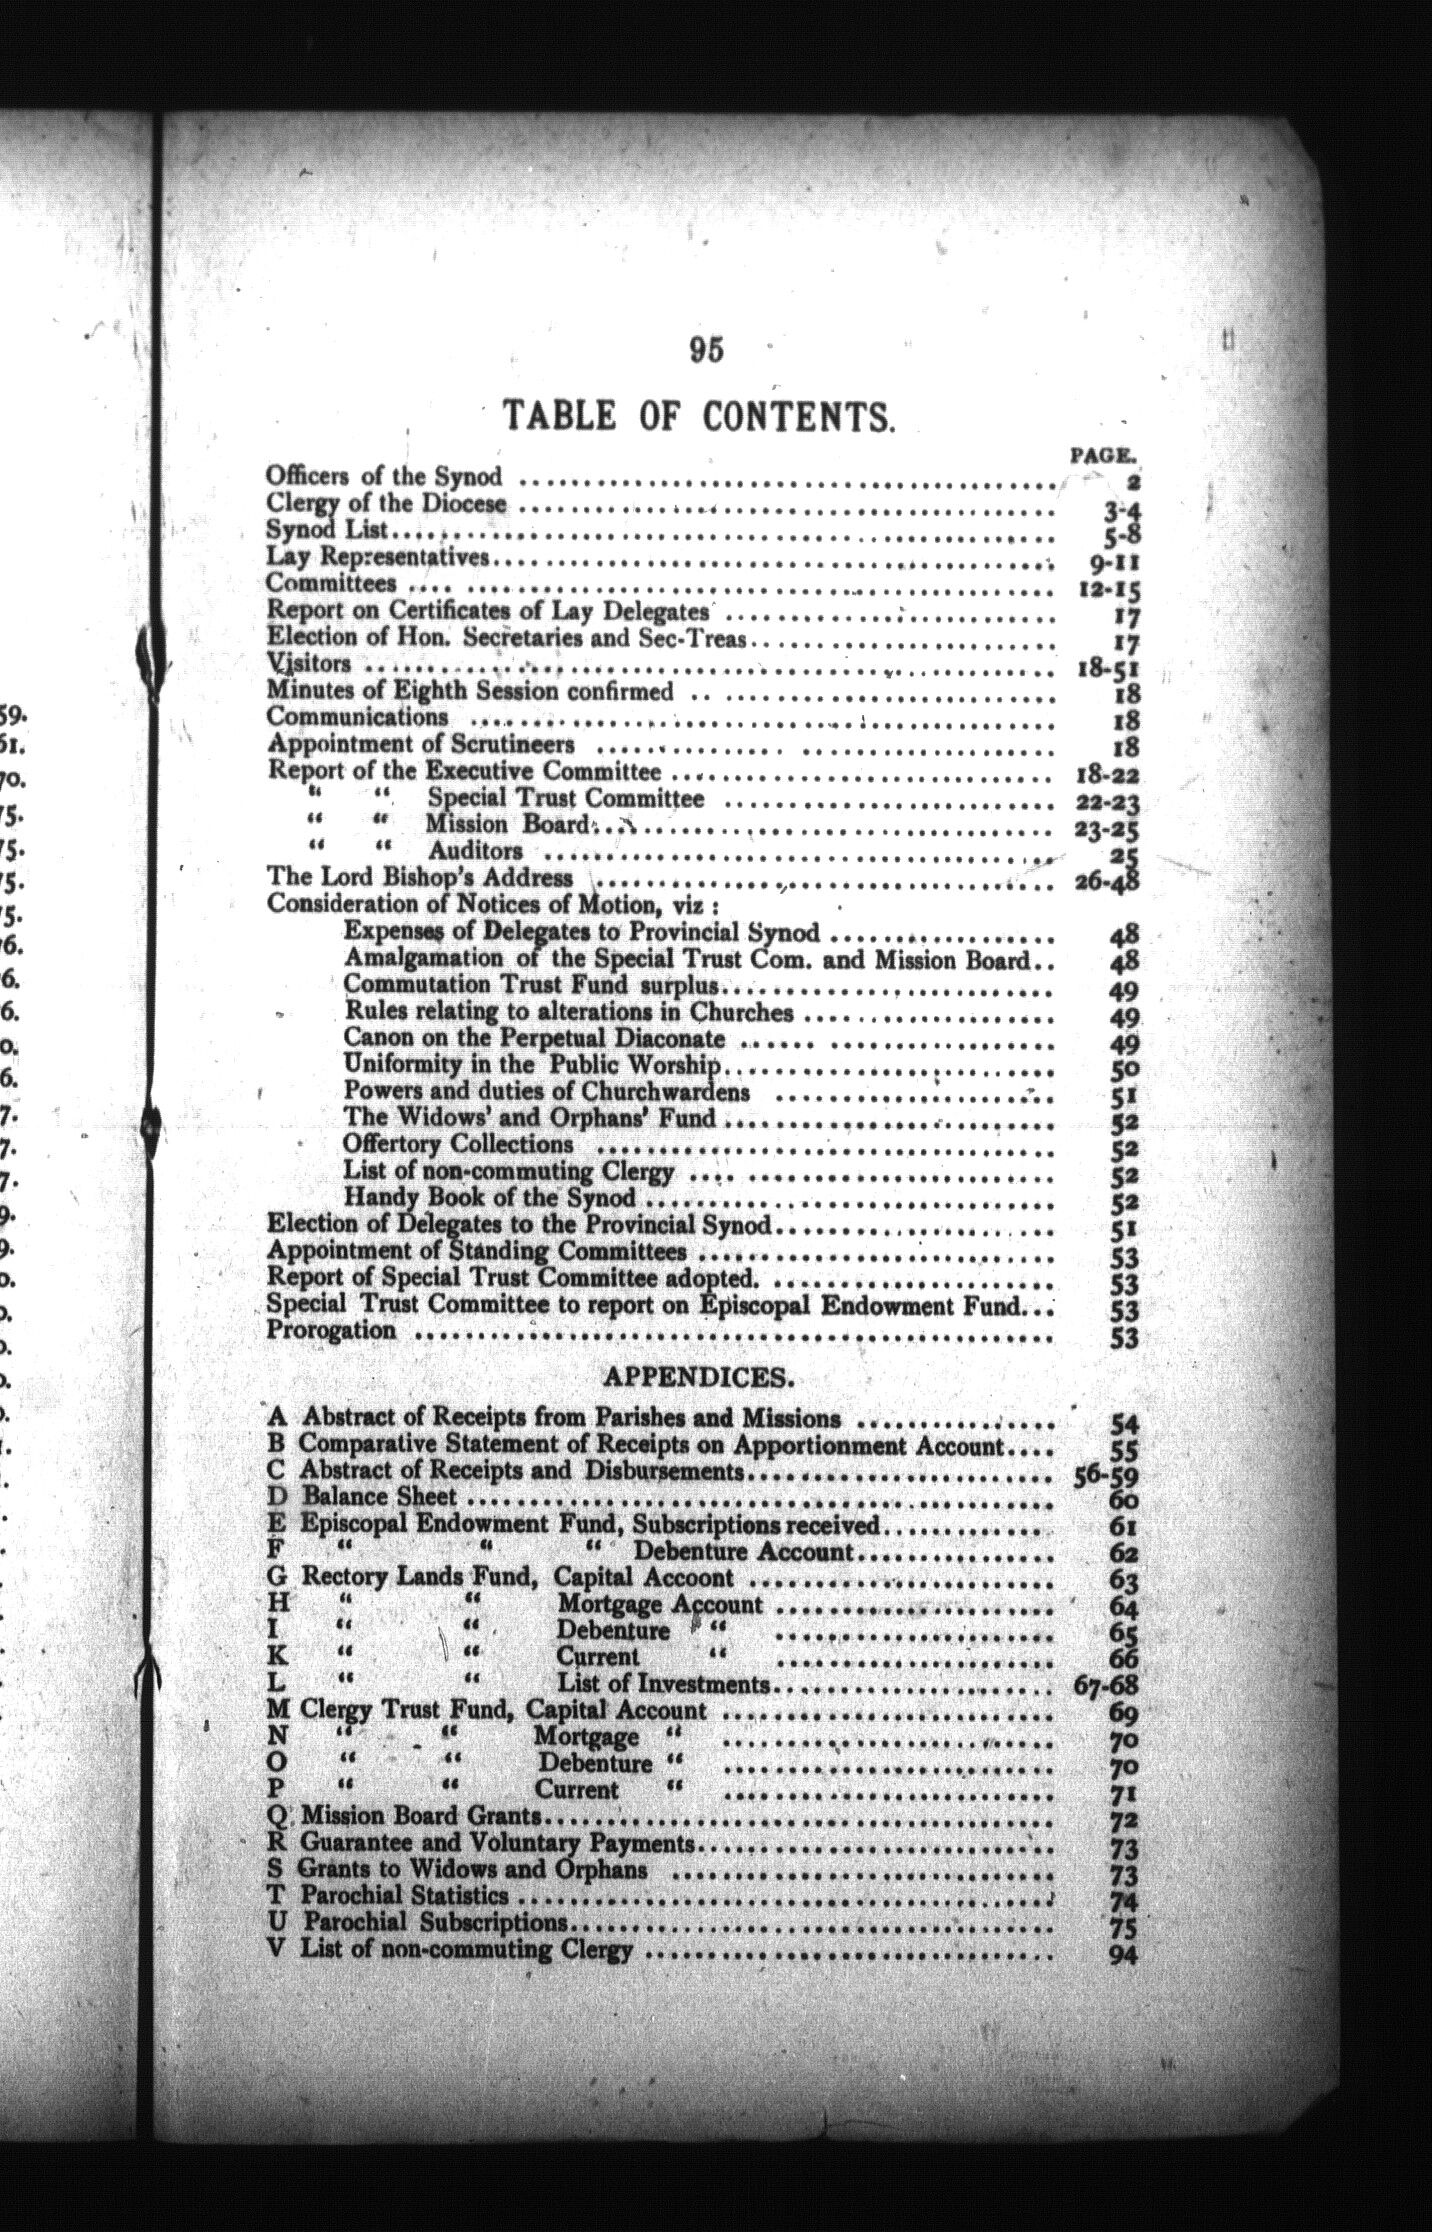 95
TABLE OF CONTENTS.
PAGE.
Officers of the Synod ........................................ 2
Clergy of the Diocese ........................................ 3-4
Synod List.................................................. 5-8
Lay Representatives.......................................... 9-11
Committees .... ............................................ 12-15
Report on Certificates of Lay Delegates .......................... 17
Election of Hon. Secretaries and Sec-Treas........................ 17
Visitors .................................................... 18-51
Minutes of Eighth Session confirmed .. .......................... 18
Communications ............................................ 18
Appointment of Scrutineers ............... .................... 18
Report of the Executive Committee .............................. 18-22
“ “ Special Trust Committee .......................... 22-23
“ “ Mission Board.................................... 23-25
“ “ Auditors ........................................ 25
The Lord Bishop's Address .................................... 26-48
Consideration of Notices of Motion, viz :
Expenses of Delegates to Provincial Synod .................. 48
Amalgamation of the Special Trust Com. and Mission Board.. 48
Commutation Trust Fund surplus.......................... 49
Rules relating to alterations in Churches .................... 49
Canon on the Perpetual Diaconate ...... .................. 49
Uniformity in the Public Worship.......................... 50
Powers and duties of Churchwardens ...................... 51
The Widows' and Orphans' Fund .......................... 52
Offertory Collections .................................... 52
List of non-commuting Clergy .... ........................ 52
Handy Book of the Synod ................................ 52
Election of Delegates to the Provincial Synod...................... 51
Appointment of Standing Committees ............................ 53
Report of Special Trust Committee adopted. ...................... 53
Special Trust Committee to report on Episcopal Endowment Fund... 53
Prorogation .................................................. 53
APPENDICES.
A Abstract of Receipts from Parishes and Missions ................ 54
B Comparative Statement of Receipts on Apportionment Account.... 55
C Abstract of Receipts and Disbursements........................ 56-59
D Balance Sheet .............................................. 60
E Episcopal Endowment Fund, Subscriptions received............. 61
F “ “ “ Debenture Account................ 62
G Rectory Lands Fund, Capital Accoont ........................ 63
H “ “ Mortgage Account ...................... 64
I “ “ Debenture “ ...................... 65
K “ “ Current “ ...................... 66
L “ “ List of Investments...................... 67-68
M Clergy Trust Fund, Capital Account .......................... 69
N “ “ Mortgage “ .......................... 70
O “ “ Debenture “ .......................... 70
P “ “ Current “ .......................... 71
Q Mission Board Grants........................................ 72
R Guarantee and Voluntary Payments............................ 73
S Grants to Widows and Orphans .............................. 73
T Parochial Statistics .......................................... 74
U Parochial Subscriptions...................................... 75
V List of non-commuting Clergy ................................ 94